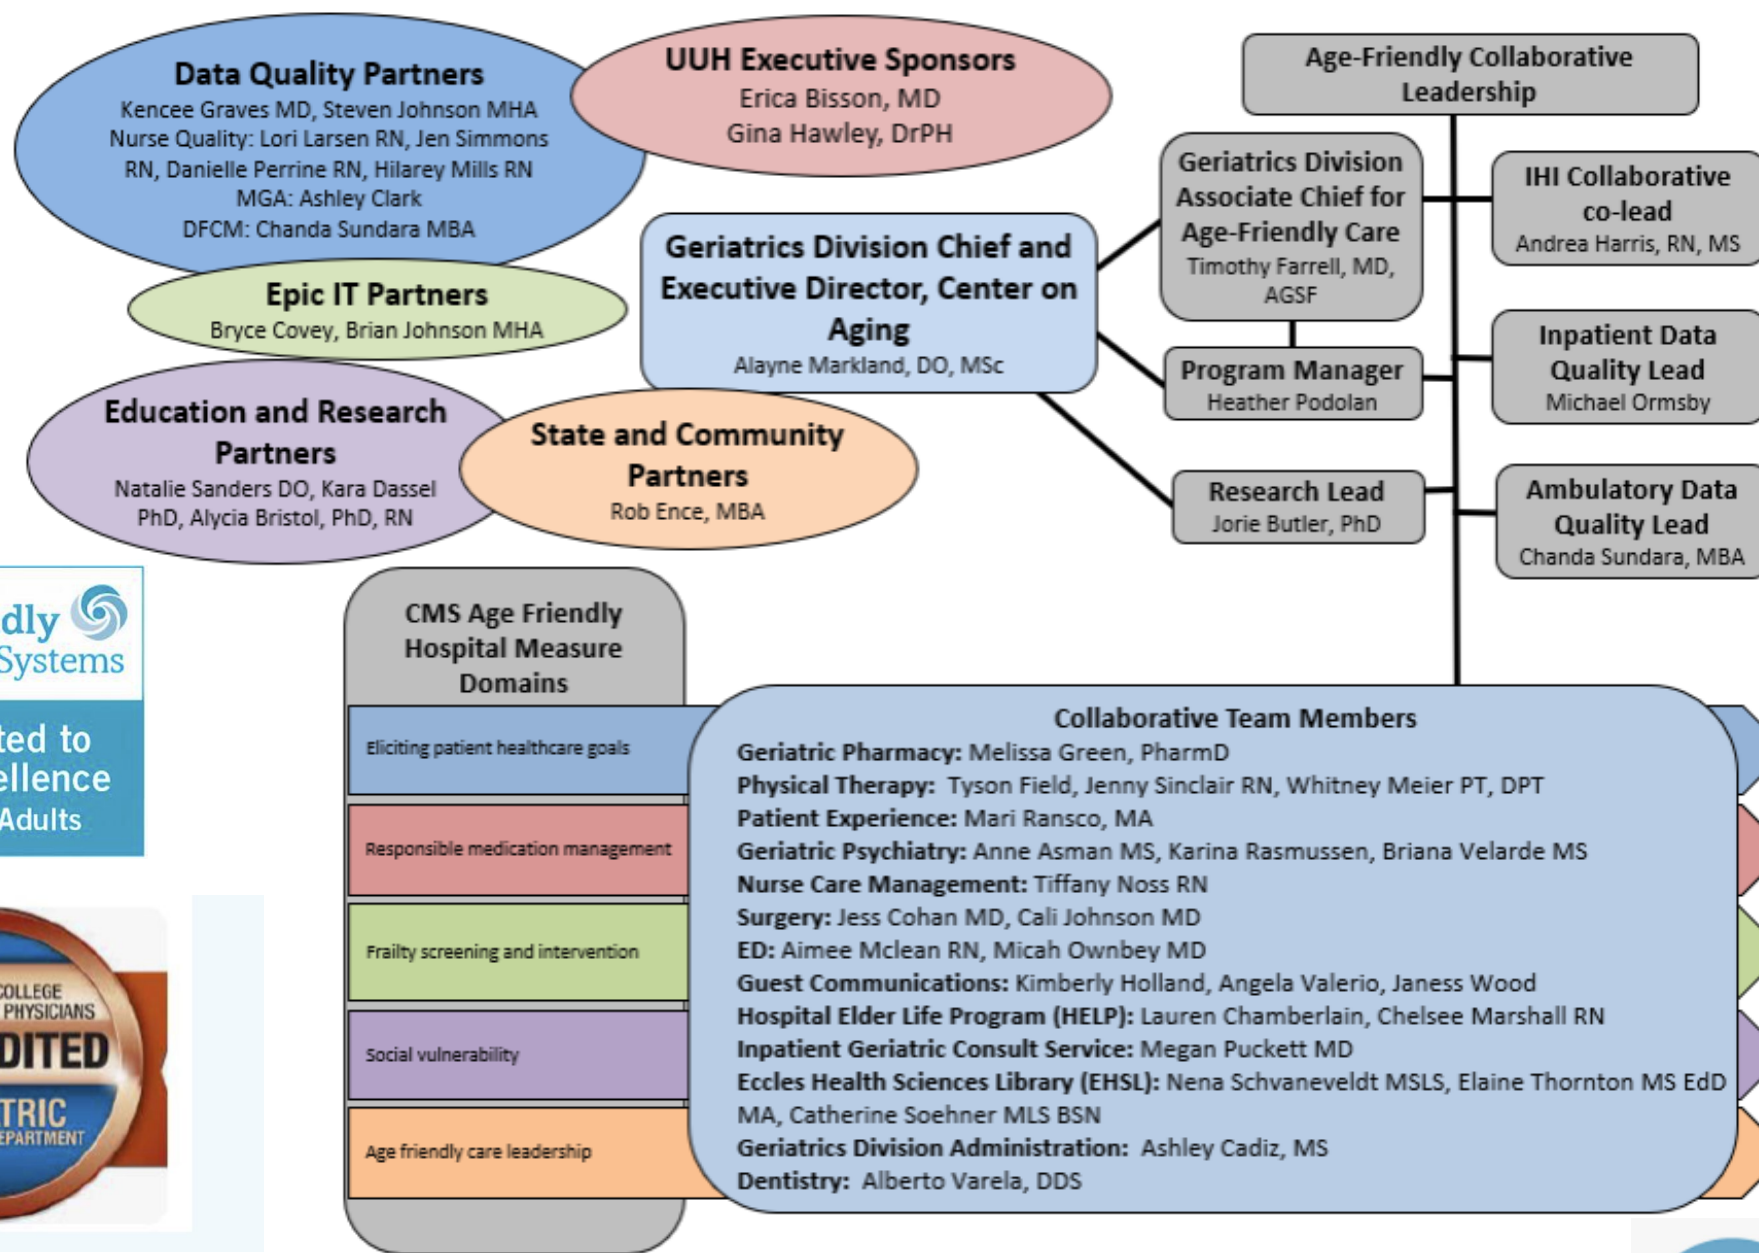 Data Quality Partners
Kencee Graves MD, Steven Johnson MHA
Nurse Quality: Lori Larsen RN, Jen Simmons
RN, Danielle Perrine RN, Hilarey Mills RN
MGA: Ashley Clark
DFCM: Chanda Sundara MBA
UUH Executive Sponsors
Erica Bisson, MD
Gina Hawley, DrPH
Epic IT Partners
Bryce Covey, Brian Johnson MHA
Education and Research
Partners
Natalie Sanders DO, Kara Dassel
PhD, Alycia Bristol, PhD, RN
State and Community
Partners
Rob Ence, MBA
Geriatrics Division Chief and
Executive Director, Center on
Aging
Alayne Markland, DO, MSc
Age-Friendly Collaborative
Leadership
Geriatrics Division
Associate Chief for
Age-Friendly Care
Timothy Farrell, MD,
AGSF
Program Manager
Heather Podolan
Research Lead
Jorie Butler, PhD
IHI Collaborative
co-lead
Andrea Harris, RN, MS
Inpatient Data
Quality Lead
Michael Ormsby
Ambulatory Data
Quality Lead
Chanda Sundara, MBA
dly
Systems
ted to
ellence
Adults
COLLEGE
PHYSICIANS
DITED
TRIC
EPARTMENT
CMS Age Friendly
Hospital Measure
Domains
Eliciting patient healthcare goals
Responsible medication management
Frailty screening and intervention
Social vulnerability
Age friendly care leadership
Collaborative Team Members
Geriatric Pharmacy: Melissa Green, PharmD
Physical Therapy: Tyson Field, Jenny Sinclair RN, Whitney Meier PT, DPT
Patient Experience: Mari Ransco, MA
Geriatric Psychiatry: Anne Asman MS, Karina Rasmussen, Briana Velarde MS
Nurse Care Management: Tiffany Noss RN
Surgery: Jess Cohan MD, Cali Johnson MD
ED: Aimee Mclean RN, Micah Ownbey MD
Guest Communications: Kimberly Holland, Angela Valerio, Janess Wood
Hospital Elder Life Program (HELP): Lauren Chamberlain, Chelsee Marshall RN
Inpatient Geriatric Consult Service: Megan Puckett MD
Eccles Health Sciences Library (EHSL): Nena Schvaneveldt MSLS, Elaine Thornton MS EdD
MA, Catherine Soehner MLS BSN
Geriatrics Division Administration: Ashley Cadiz, MS
Dentistry: Alberto Varela, DDS